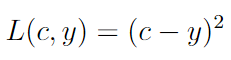 L(c, y) = (c − y)²